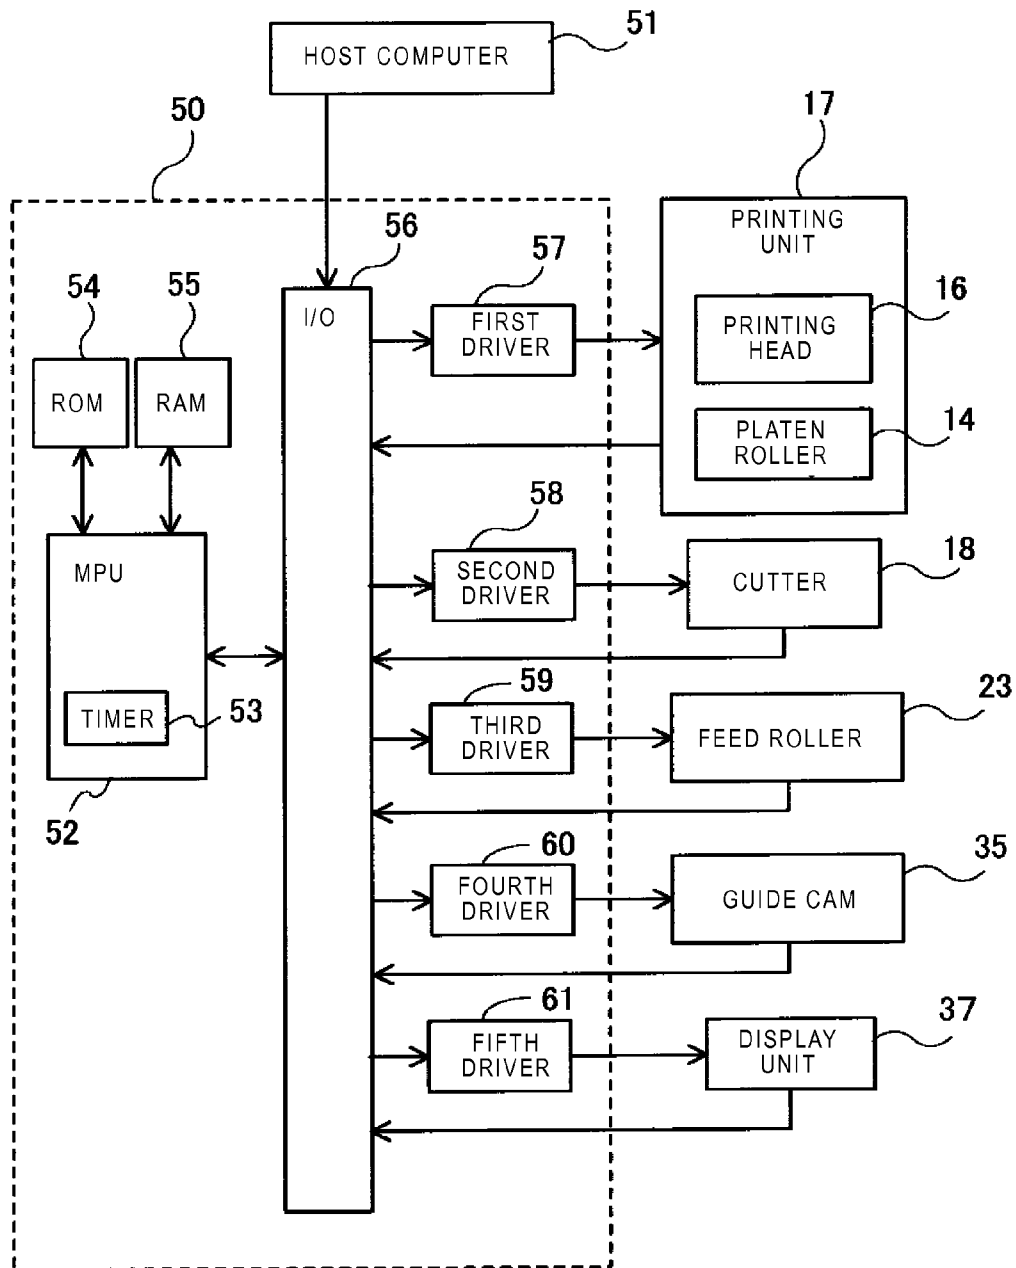 51
HOST COMPUTER
50
17
PRINTING
UNIT
56
57
54
55
I/O
FIRST
DRIVER
16
PRINTING
HEAD
ROM
RAM
14
PLATEN
ROLLER
58
MPU
SECOND
DRIVER
18
CUTTER
59
23
TIMER
53
THIRD
DRIVER
FEED ROLLER
52
60
35
FOURTH
DRIVER
GUIDE CAM
61
37
FIFTH
DRIVER
DISPLAY
UNIT